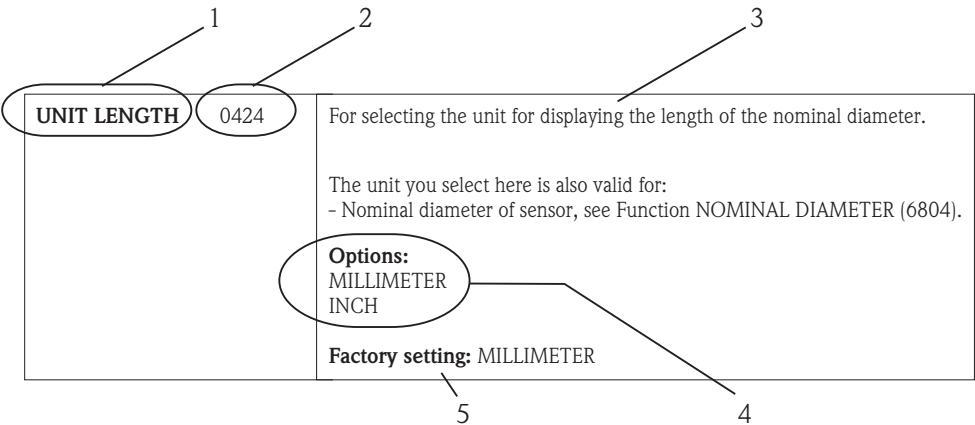 1 2 3
UNIT LENGTH 0424 For selecting the unit for displaying the length of the nominal diameter.
The unit you select here is also valid for:
– Nominal diameter of sensor, see Function NOMINAL DIAMETER (6804).
Options:
MILLIMETER
INCH
Factory setting: MILLIMETER
5 4